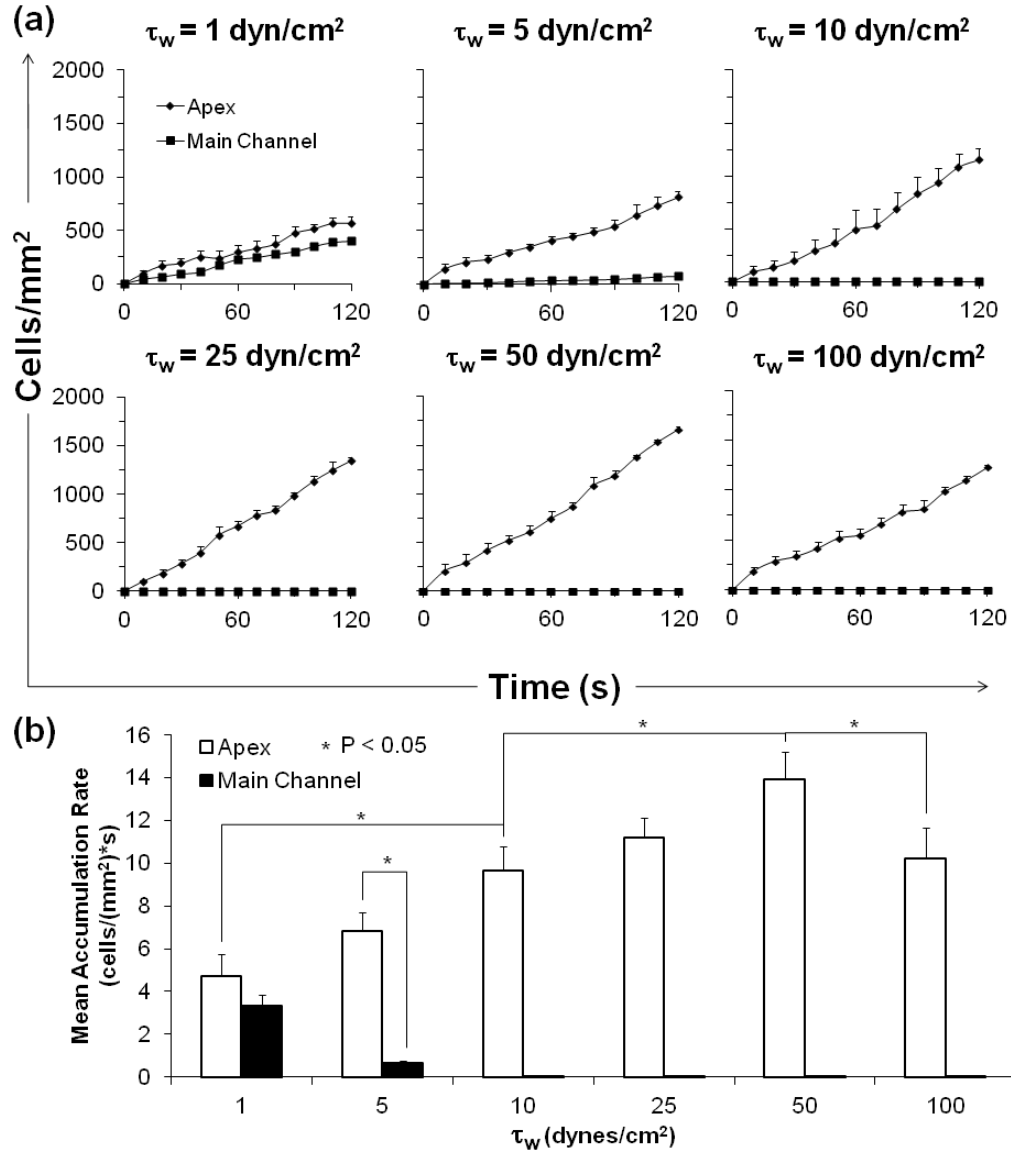 (a)
τw = 1 dyn/cm²
τw = 5 dyn/cm²
τw = 10 dyn/cm²
2000
1500
1000
500
0
Apex
Main Channel
0 60 120
0 60 120
0 60 120
τw = 25 dyn/cm²
τw = 50 dyn/cm²
τw = 100 dyn/cm²
2000
1500
1000
500
0
0 60 120
0 60 120
0 60 120
Cells/mm²
Time (s)
(b)
16
14
12
10
8
6
4
2
0
Mean Accumulation Rate
(cells/(mm²)*s)
Apex
Main Channel
* P < 0.05
*
*
*
*
1 5 10 25 50 100
τw (dynes/cm²)